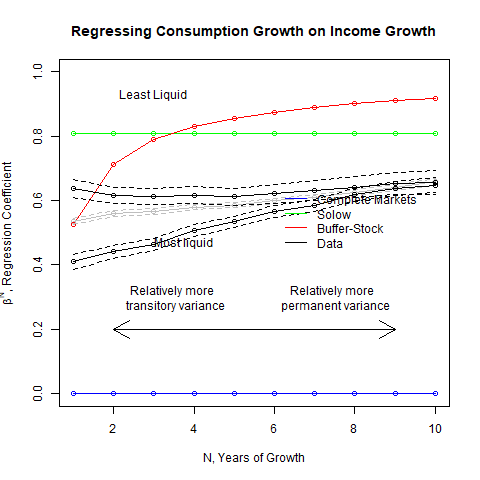 Regressing Consumption Growth on Income Growth
1.0
0.8
0.6
0.4
0.2
0.0
β^N, Regression Coefficient
Least Liquid
Complete Markets
Solow
Buffer-Stock
Data
Most liquid
Relatively more
transitory variance
Relatively more
permanent variance
2
4
6
8
10
N, Years of Growth